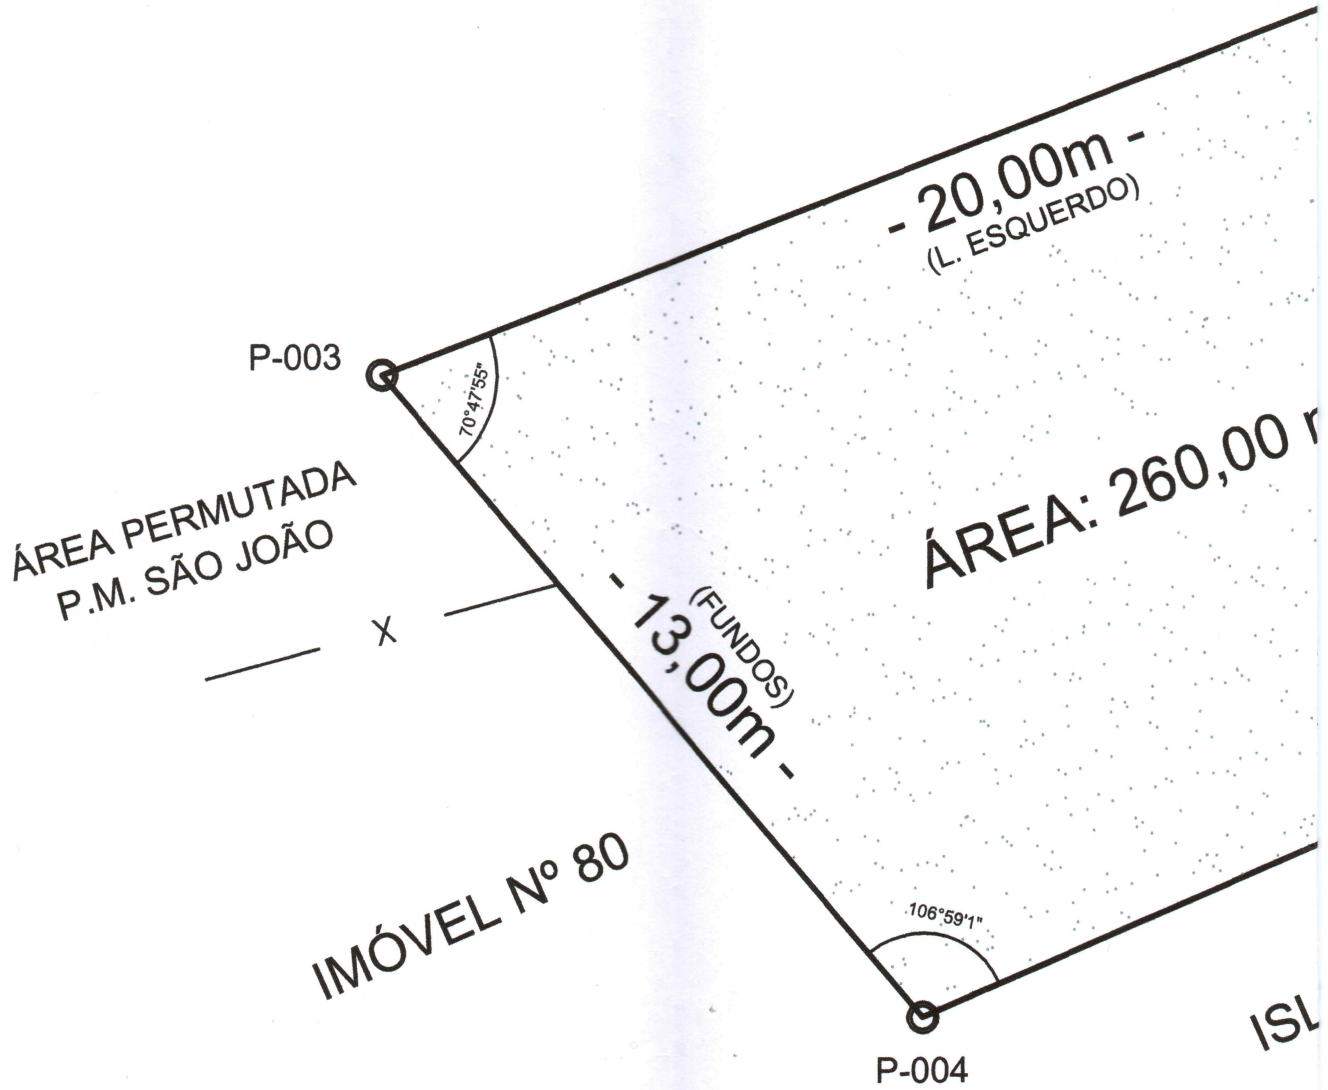 - 20,00m -
(L. ESQUERDO)
P-003
70°47'55"
ÁREA PERMUTADA
P.M. SÃO JOÃO
X
ÁREA: 260,00
(FUNDOS)
- 13,00m -
IMÓVEL Nº 80
106°59'1"
P-004
ISL